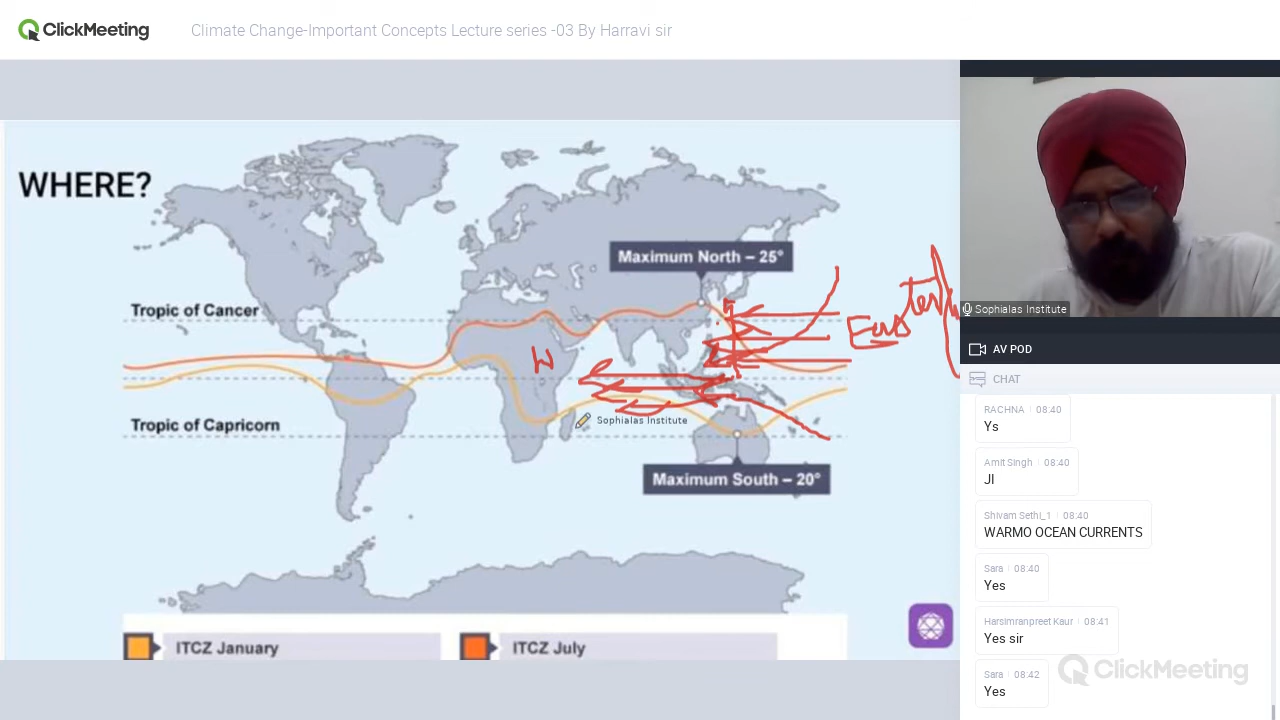 ClickMeeting
Climate Change-Important Concepts Lecture series -03 By Harravi sir
WHERE?
Maximum North – 25°
Tropic of Cancer
W
Tropic of Capricorn
Sophialas Institute
Maximum South – 20°
ITCZ January
ITCZ July
Sophialas Institute
AV POD
CHAT
RACHNA 08:40
Ys
Amit Singh 08:40
JI
Shivam Sethi_1 08:40
WARMO OCEAN CURRENTS
Sara 08:40
Yes
Harsimranpreet Kaur 08:41
Yes sir
Sara 08:42
Yes
ClickMeeting